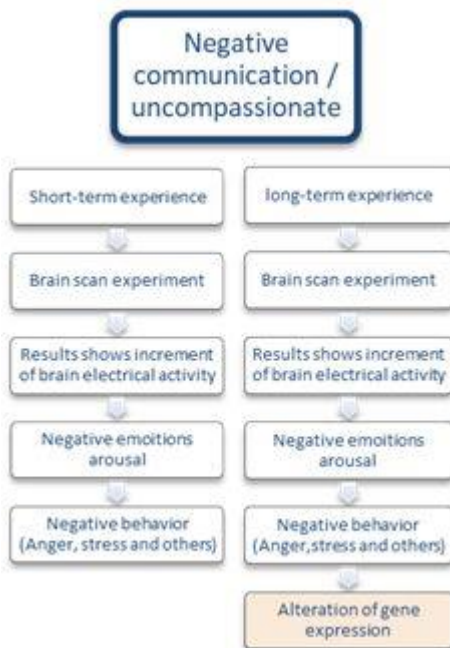 Negative
communication /
uncompassionate
Short-term experience
Brain scan experiment
Results shows increment
of brain electrical activity
Negative emoitions
arousal
Negative behavior
(Anger, stress and others)
long-term experience
Brain scan experiment
Results shows increment
of brain electrical activity
Negative emoitions
arousal
Negative behavior
(Anger,stress and others)
Alteration of gene
expression